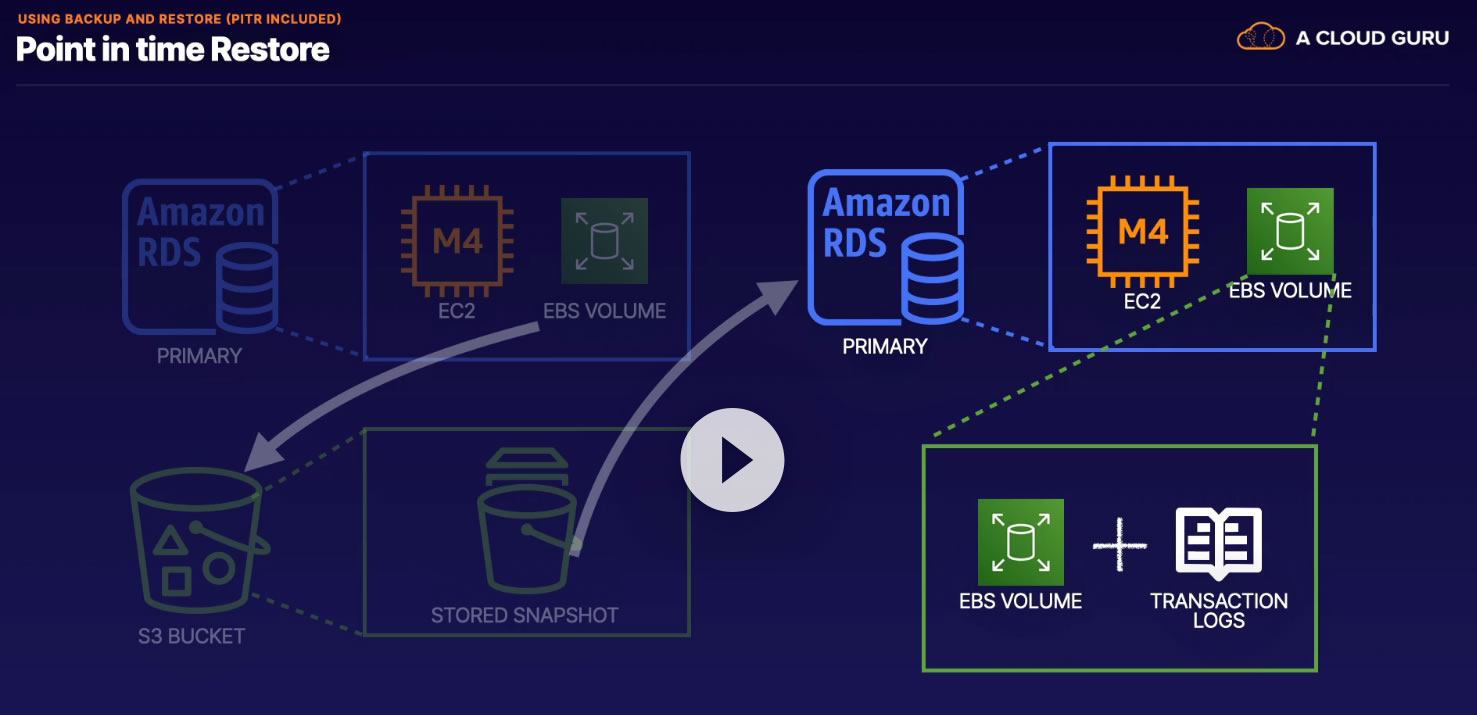 USING BACKUP AND RESTORE (PITR INCLUDED)
Point in time Restore
A CLOUD GURU
Amazon
RDS
PRIMARY
M4
EC2
EBS VOLUME
Amazon
RDS
PRIMARY
M4
EC2
EBS VOLUME
S3 BUCKET
STORED SNAPSHOT
EBS VOLUME
TRANSACTION
LOGS